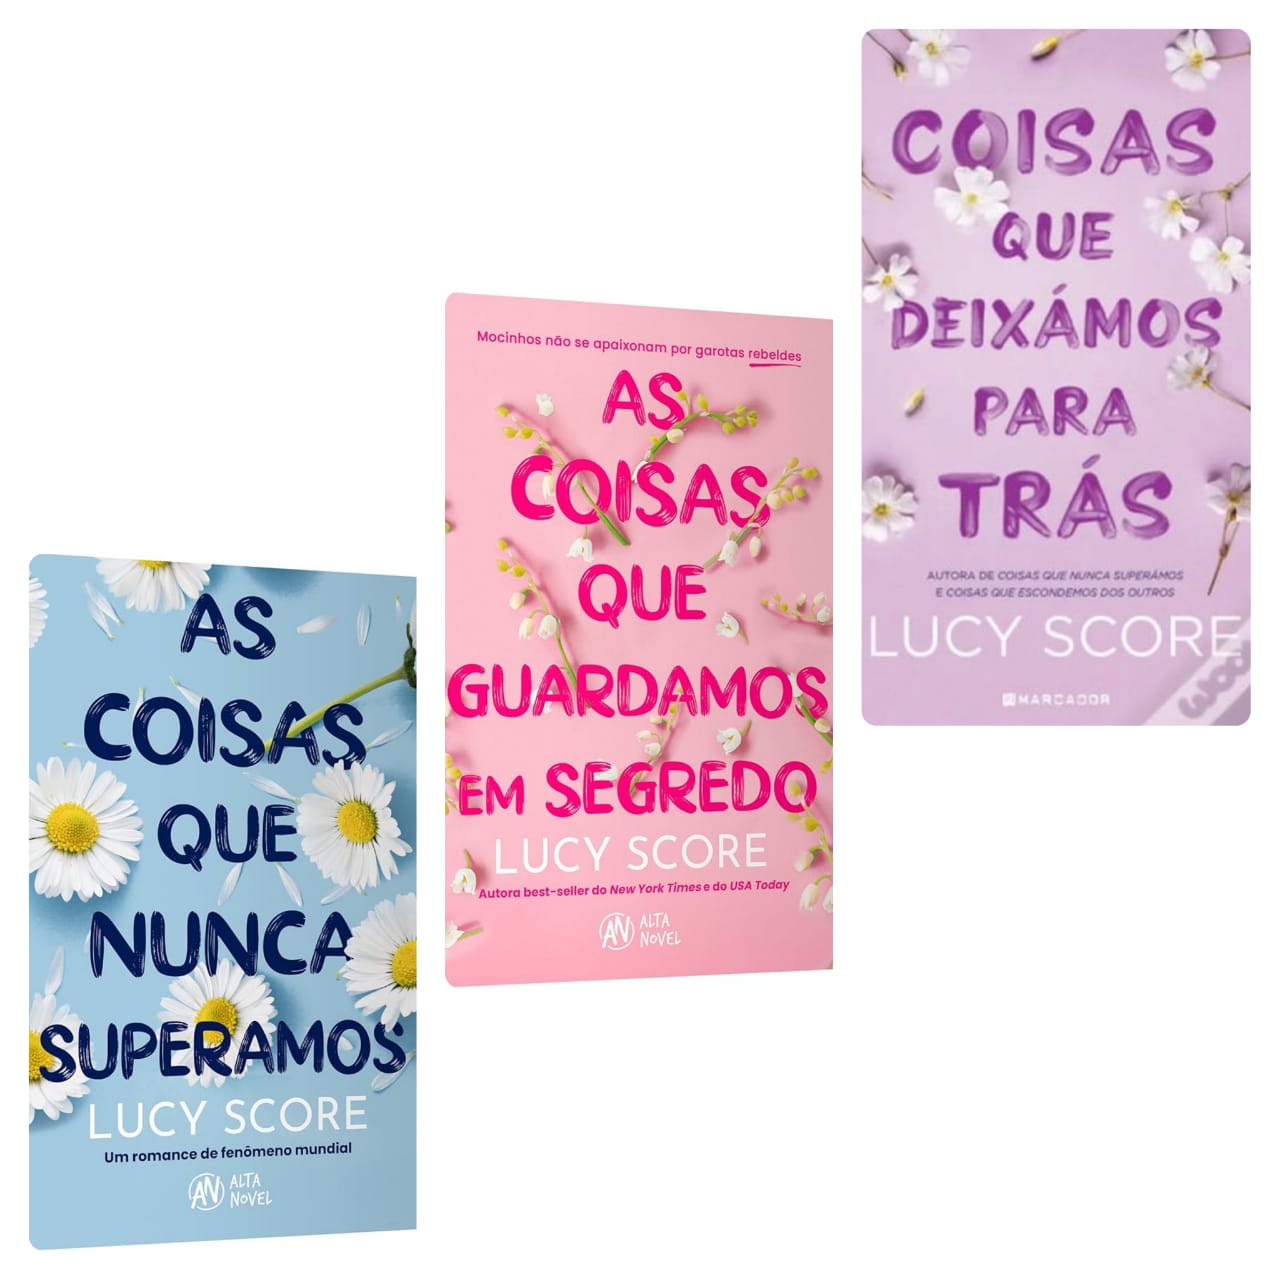 AS
COISAS
QUE
NUNCA
SUPERAMOS
LUCY SCORE
Um romance de fenômeno mundial
AN ALTA
NOVEL
Mocinhos não se apaixonam por garotas rebeldes
AS
COISAS
QUE
GUARDAMOS
EM SEGREDO
LUCY SCORE
Autora best-seller do New York Times e do USA Today
AN ALTA
NOVEL
COISAS
QUE
DEIXÁMOS
PARA
TRÁS
AUTORA DE COISAS QUE NUNCA SUPERÁMOS
E COISAS QUE ESCONDEMOS DOS OUTROS
LUCY SCORE
MARCADOR